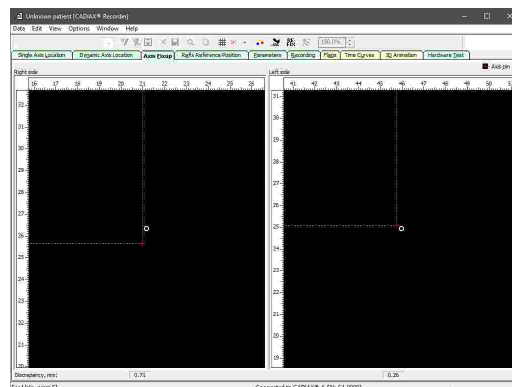 Unknown patient [CADIAX® Recorder]
Date Edit View Options Window Help
150.0%
Single Axis Location Dynamic Axis Location Axis Fixup Re/fix Reference Position Parameters Recording Flags Time Curves 3D Animation Hardware Test
Axis pin
Right side Left side
16 17 18 19 20 21 22 23 24 25 26 41 42 43 44 45 46 47 48 49 50
32 31
31 30
30 29
29 28
28 27
27 26
26 25
25 24
24 23
23 22
22 21
21 20
20 19
Discrepancy, mm: 0.71 0.26